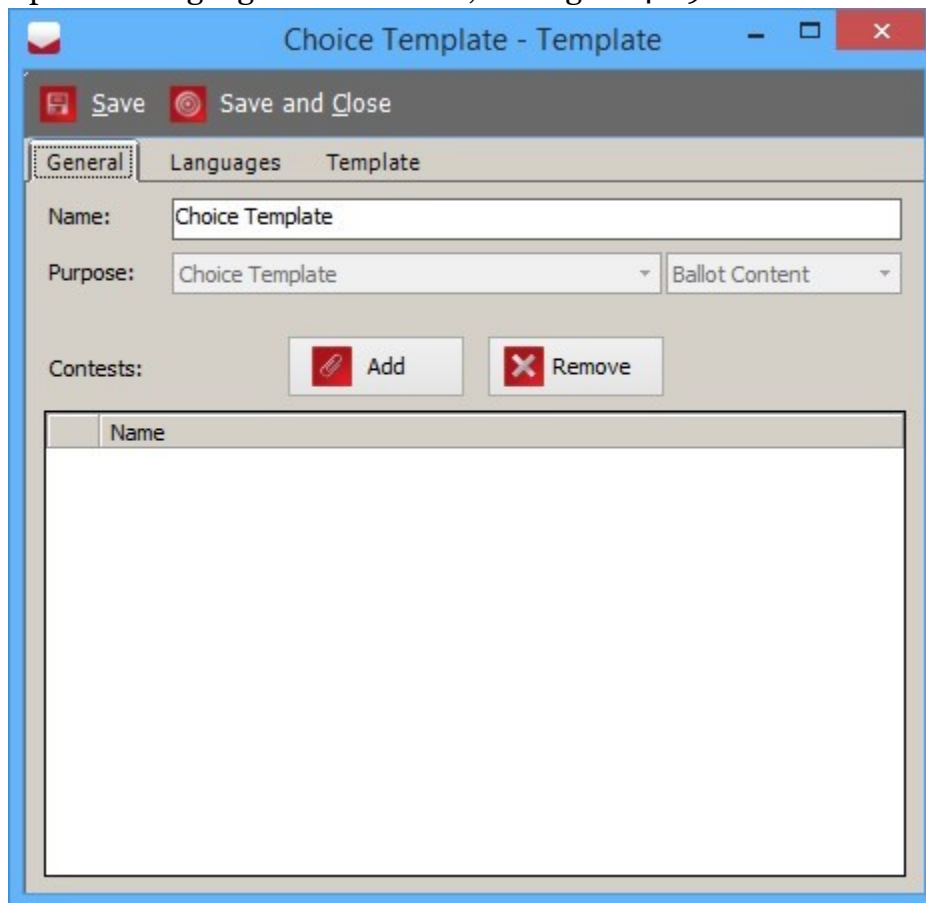 Choice Template - Template
Save Save and Close
General Languages Template
Name: Choice Template
Purpose: Choice Template Ballot Content
Contests: Add Remove
Name